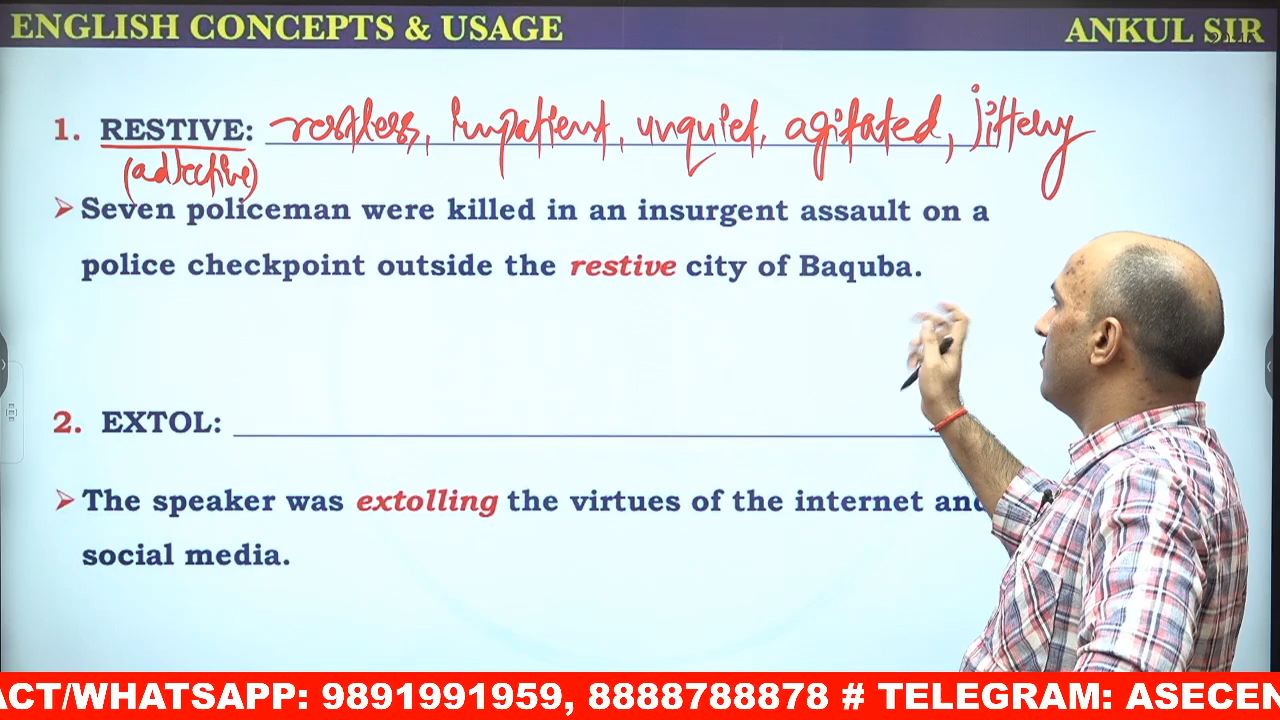 ENGLISH CONCEPTS & USAGE ANKUL SIR
1. RESTIVE: restless, Impatient, unquiet, agitated, jittery
(adjective)
➢ Seven policeman were killed in an insurgent assault on a
police checkpoint outside the restive city of Baquba.
2. EXTOL:
➢ The speaker was extolling the virtues of the internet and
social media.
ACT/WHATSAPP: 9891991959, 8888788878 # TELEGRAM: ASECEN